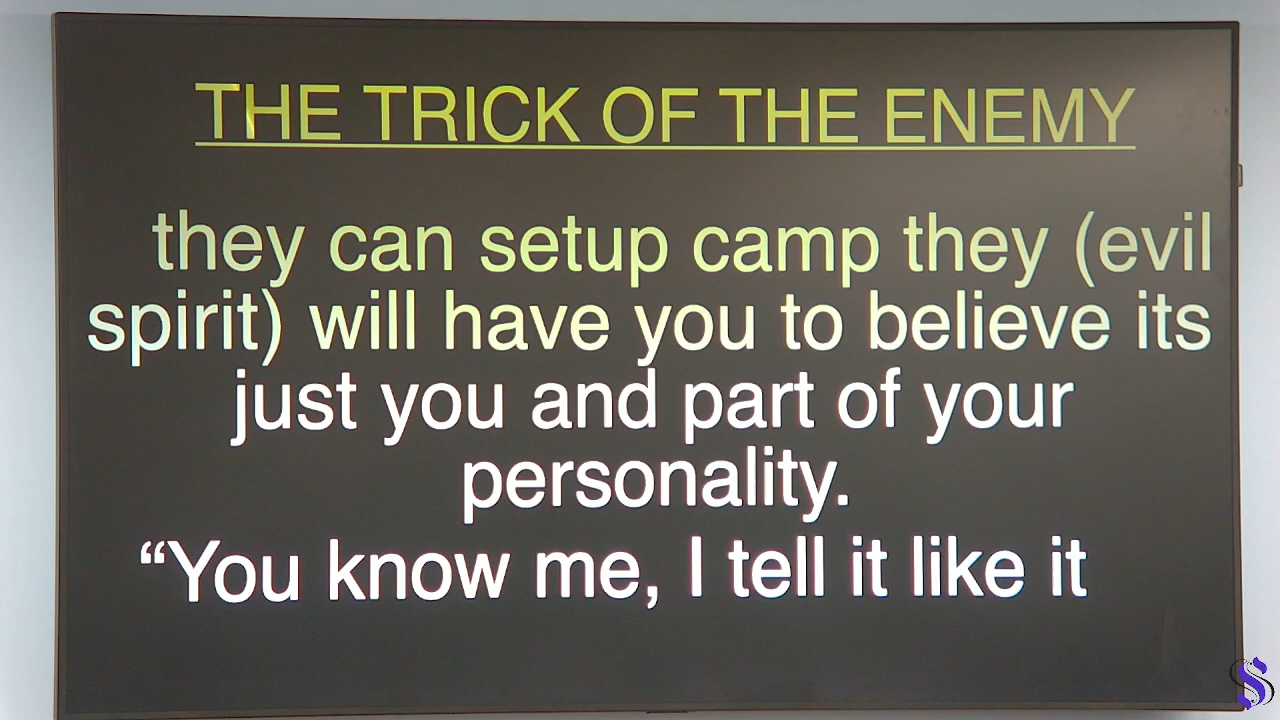 THE TRICK OF THE ENEMY
they can setup camp they (evil
spirit) will have you to believe its
just you and part of your
personality.
“You know me, I tell it like it
S